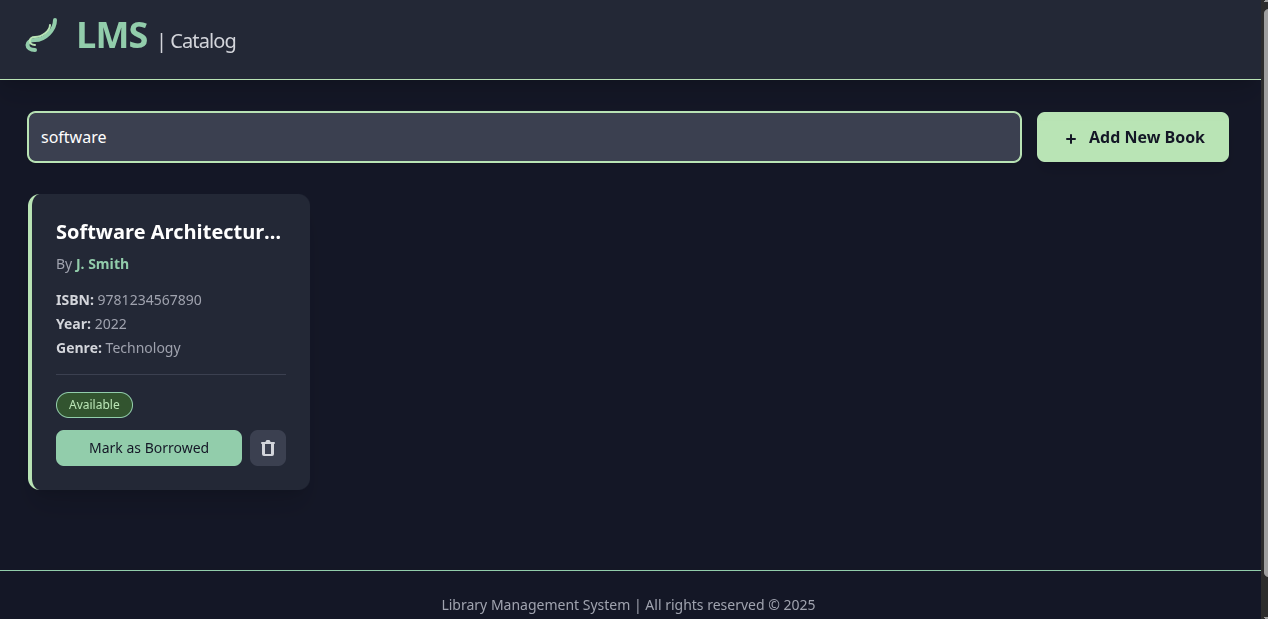 LMS | Catalog
software
+ Add New Book
Software Architectur...
By J. Smith
ISBN: 9781234567890
Year: 2022
Genre: Technology
Available
Mark as Borrowed
Library Management System | All rights reserved © 2025